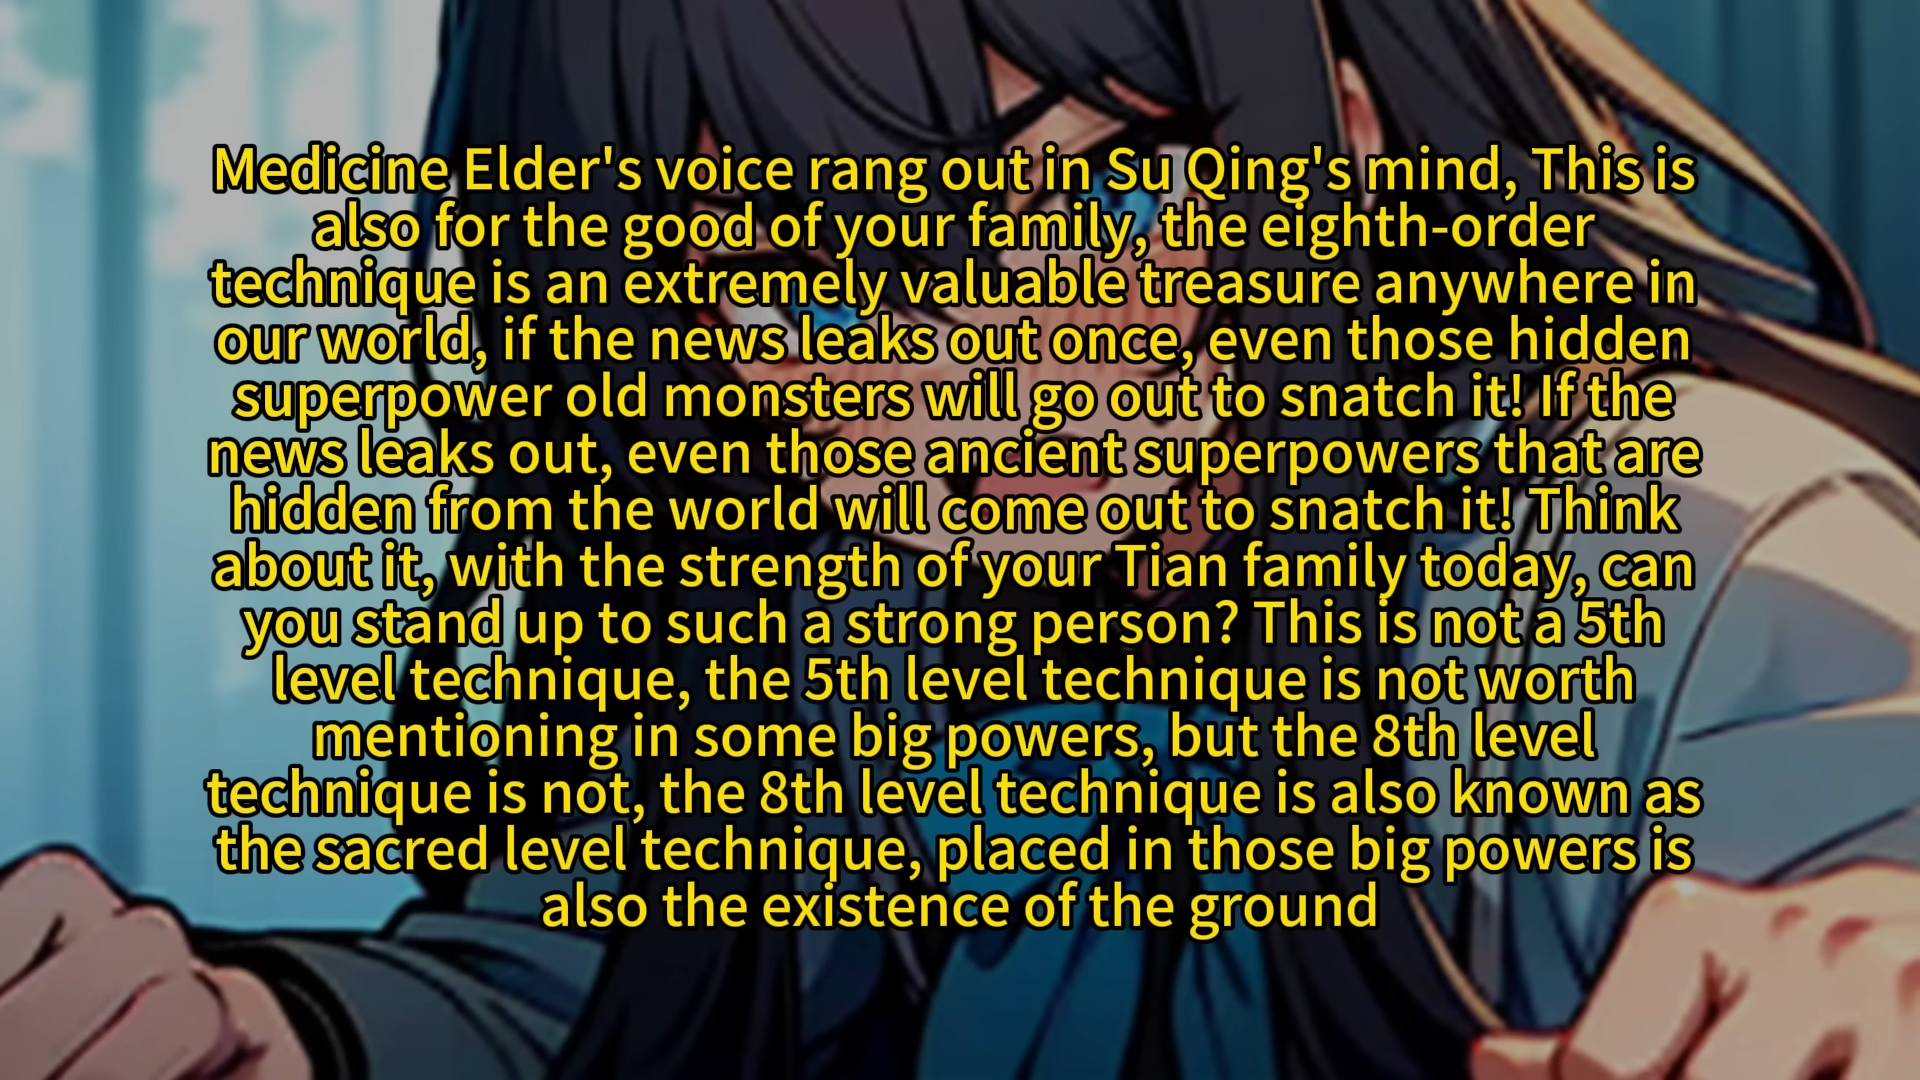 Medicine Elder's voice rang out in Su Qing's mind, This is
also for the good of your family, the eighth-order
technique is an extremely valuable treasure anywhere in
our world, if the news leaks out once, even those hidden
superpower old monsters will go out to snatch it! If the
news leaks out, even those ancient superpowers that are
hidden from the world will come out to snatch it! Think
about it, with the strength of your Tian family today, can
you stand up to such a strong person? This is not a 5th
level technique, the 5th level technique is not worth
mentioning in some big powers, but the 8th level
technique is not, the 8th level technique is also known as
the sacred level technique, placed in those big powers is
also the existence of the ground